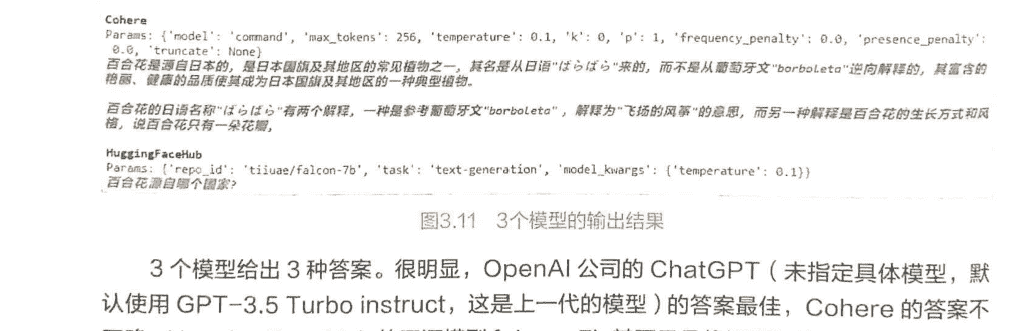 Cohere
Params: {'model': 'command', 'max_tokens': 256, 'temperature': 0.1, 'k': 0, 'p': 1, 'frequency_penalty': 0.0, 'presence_penalty':
0.0, 'truncate': None}
百合花是源自日本的，是日本国旗及其地区的常见植物之一，其名是从日语"ばらばら"来的，而不是从葡萄牙文"borboleta"逆向解释的，其富含的
艳丽、健康的品质使其成为日本国旗及其地区的一种典型植物。
百合花的日语名称"ばらばら"有两个解释，一种是参考葡萄牙文"borboleta"，解释为"飞扬的风筝"的意思，而另一种解释是百合花的生长方式和风
格，说百合花只有一朵花瓣，
HuggingFaceHub
Params: {'repo_id': 'tiiuae/falcon-7b', 'task': 'text-generation', 'model_kwargs': {'temperature': 0.1}}
百合花源自哪个国家?
图3.11 3个模型的输出结果
3 个模型给出 3 种答案。很明显，OpenAI 公司的 ChatGPT（未指定具体模型，默
认使用 GPT-3.5 Turbo instruct，这是上一代的模型）的答案最佳，Cohere 的答案不